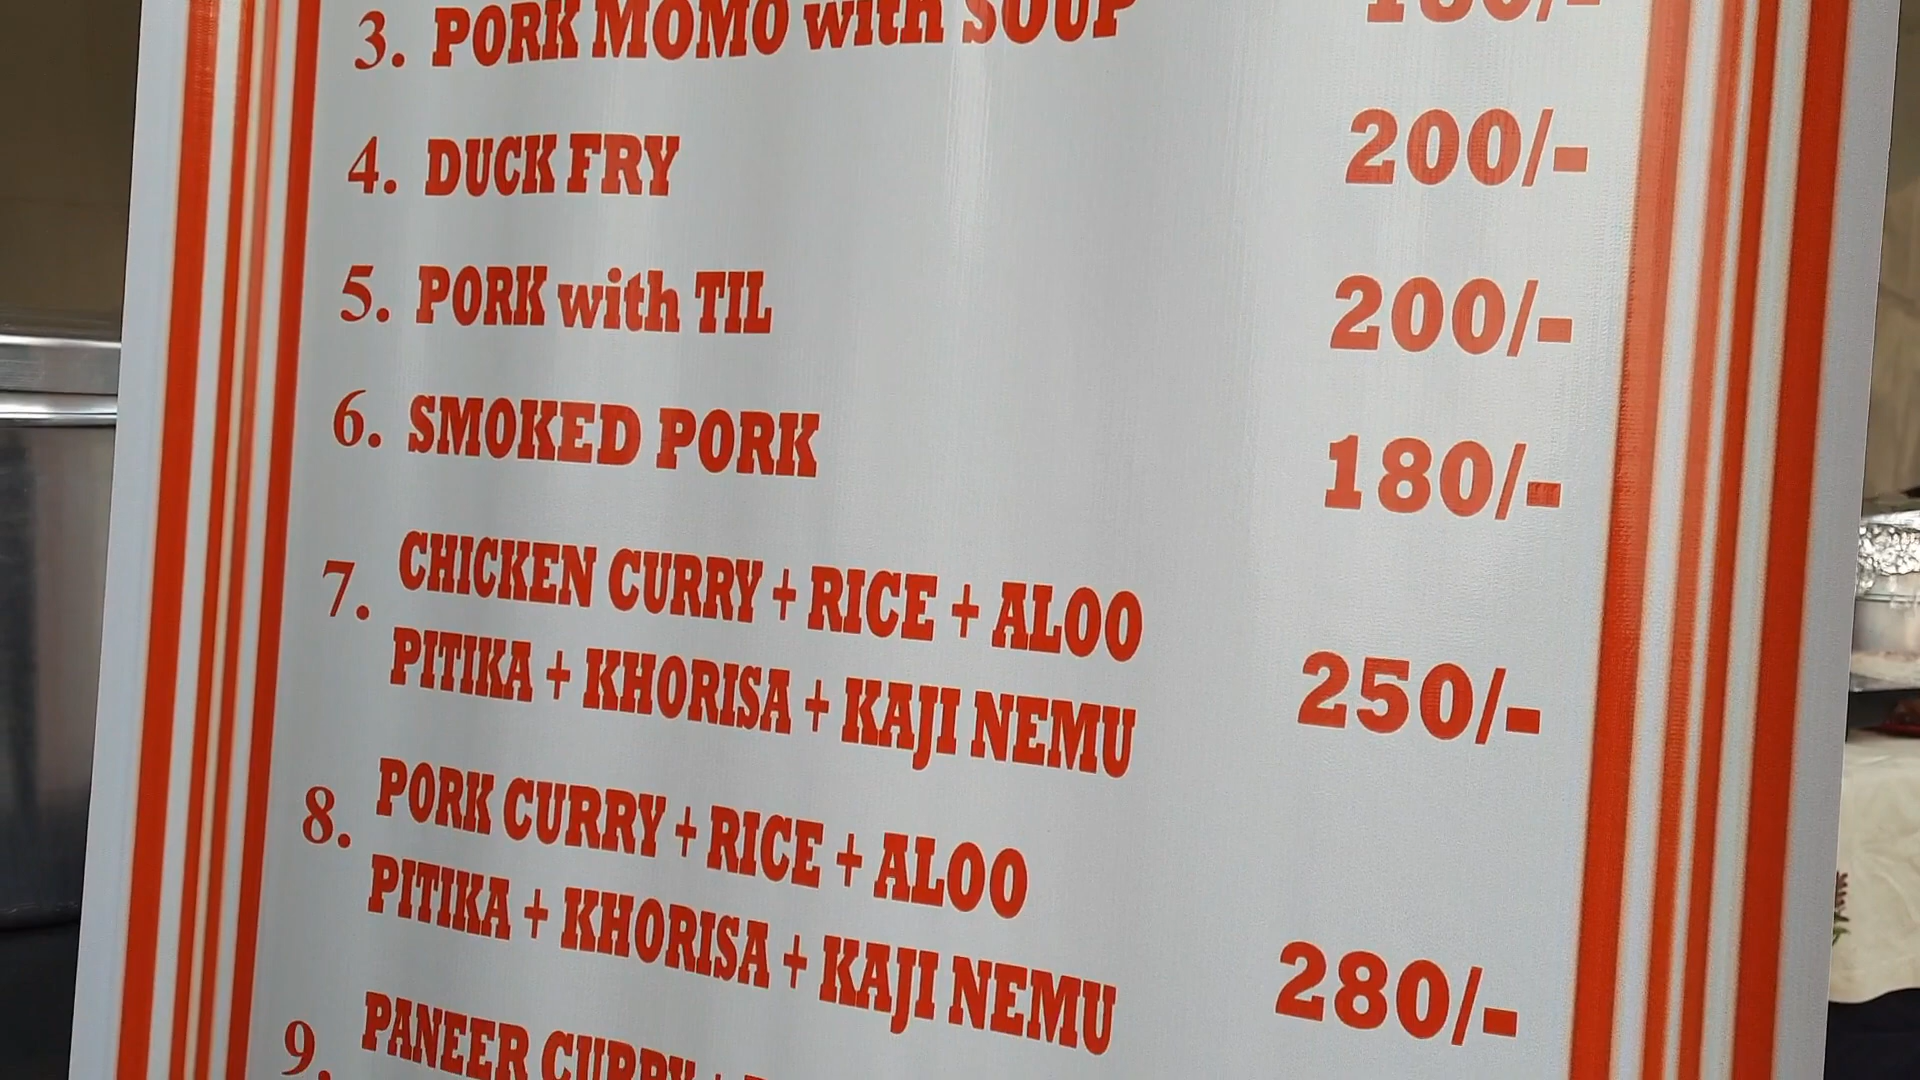 3. PORK MOMO with SOUP 180/-
4. DUCK FRY 200/-
5. PORK with TIL 200/-
6. SMOKED PORK 180/-
7. CHICKEN CURRY + RICE + ALOO
PITIKA + KHORISA + KAJI NEMU 250/-
8. PORK CURRY + RICE + ALOO
PITIKA + KHORISA + KAJI NEMU 280/-
9. PANEER CURRY +